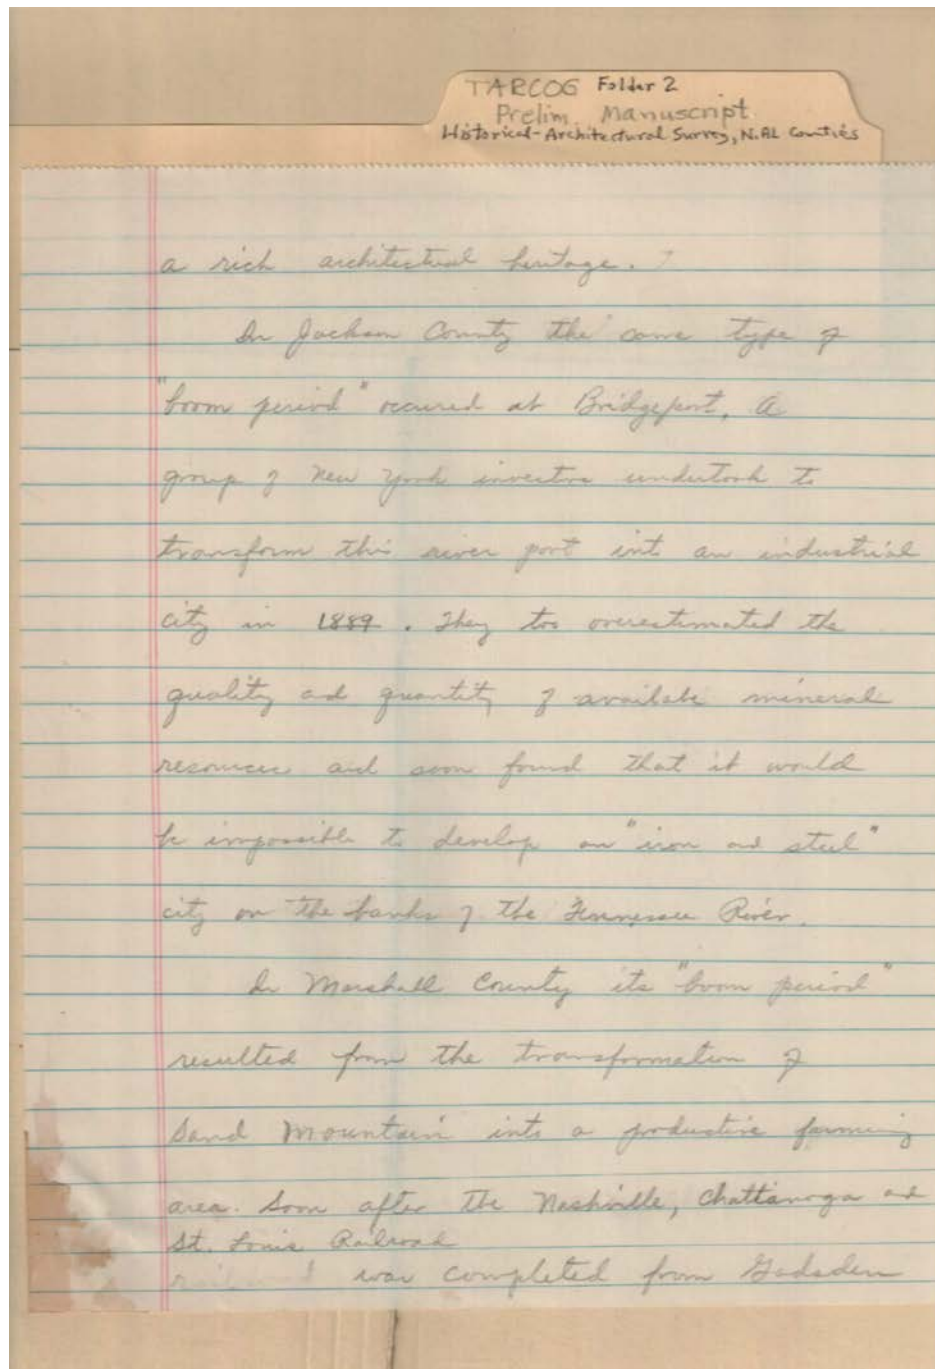 TARCOG Folder 2
Prelim. Manuscript
Historical-Architectural Survey, N.AL Counties
a rich architectual heritage.
In Jackson County the same type of
"boom period" occured at Bridgeport. A
group of New York investors undertook to
transform this river port into an industrial
city in 1889. They too overestimated the
quality and quantity of available mineral
resources and soon found that it would
be impossible to develop an "iron and steel"
city on the banks of the Tennessee River.
In Marshall County its "boom period"
resulted from the transformation of
Sand Mountain into a productive farming
area. Soon after the Nashville, Chattanooga and
St. Louis Railroad
was completed from Gadsden